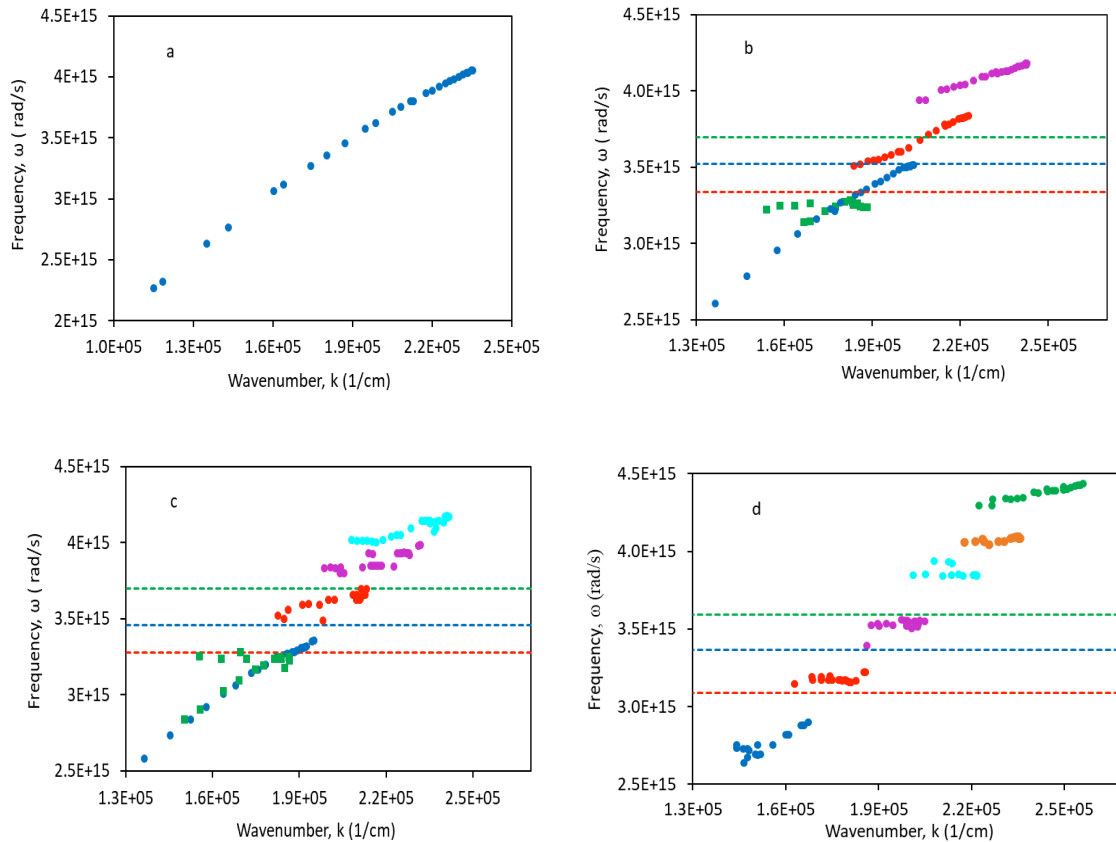 4.5E+15
4E+15
3.5E+15
3E+15
2.5E+15
2E+15
a
Frequency, ω ( rad/s)
1.0E+05 1.3E+05 1.6E+05 1.9E+05 2.2E+05 2.5E+05
Wavenumber, k (1/cm)
4.5E+15
4.0E+15
3.5E+15
3.0E+15
2.5E+15
b
Frequency, ω ( rad/s)
1.3E+05 1.6E+05 1.9E+05 2.2E+05 2.5E+05
Wavenumber, k (1/cm)
4.5E+15
4E+15
3.5E+15
3E+15
2.5E+15
c
Frequency, ω ( rad/s)
1.3E+05 1.6E+05 1.9E+05 2.2E+05 2.5E+05
Wavenumber, k (1/cm)
4.5E+15
4.0E+15
3.5E+15
3.0E+15
2.5E+15
d
Frequency, ω (rad/s)
1.3E+05 1.6E+05 1.9E+05 2.2E+05 2.5E+05
Wavenumber, k (1/cm)